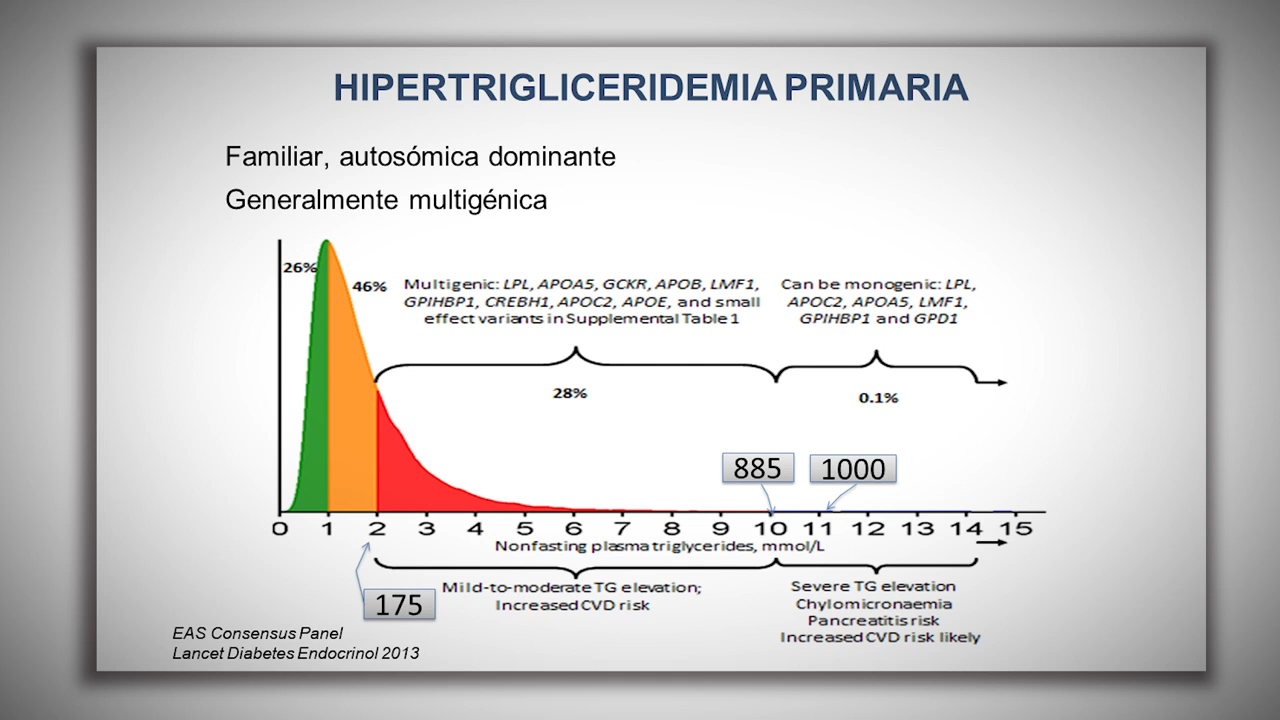 HIPERTRIGLICERIDEMIA PRIMARIA
Familiar, autosómica dominante
Generalmente multigénica
26%
46%
Multigenic: LPL, APOA5, GCKR, APOB, LMF1,
GPIHBP1, CREBH1, APOC2, APOE, and small
effect variants in Supplemental Table 1
Can be monogenic: LPL,
APOC2, APOA5, LMF1,
GPIHBP1 and GPD1
28%
0.1%
885
1000
0 1 2 3 4 5 6 7 8 9 10 11 12 13 14 15
Nonfasting plasma triglycerides, mmol/L
175
Mild-to-moderate TG elevation;
Increased CVD risk
Severe TG elevation
Chylomicronaemia
Pancreatitis risk
Increased CVD risk likely
EAS Consensus Panel
Lancet Diabetes Endocrinol 2013